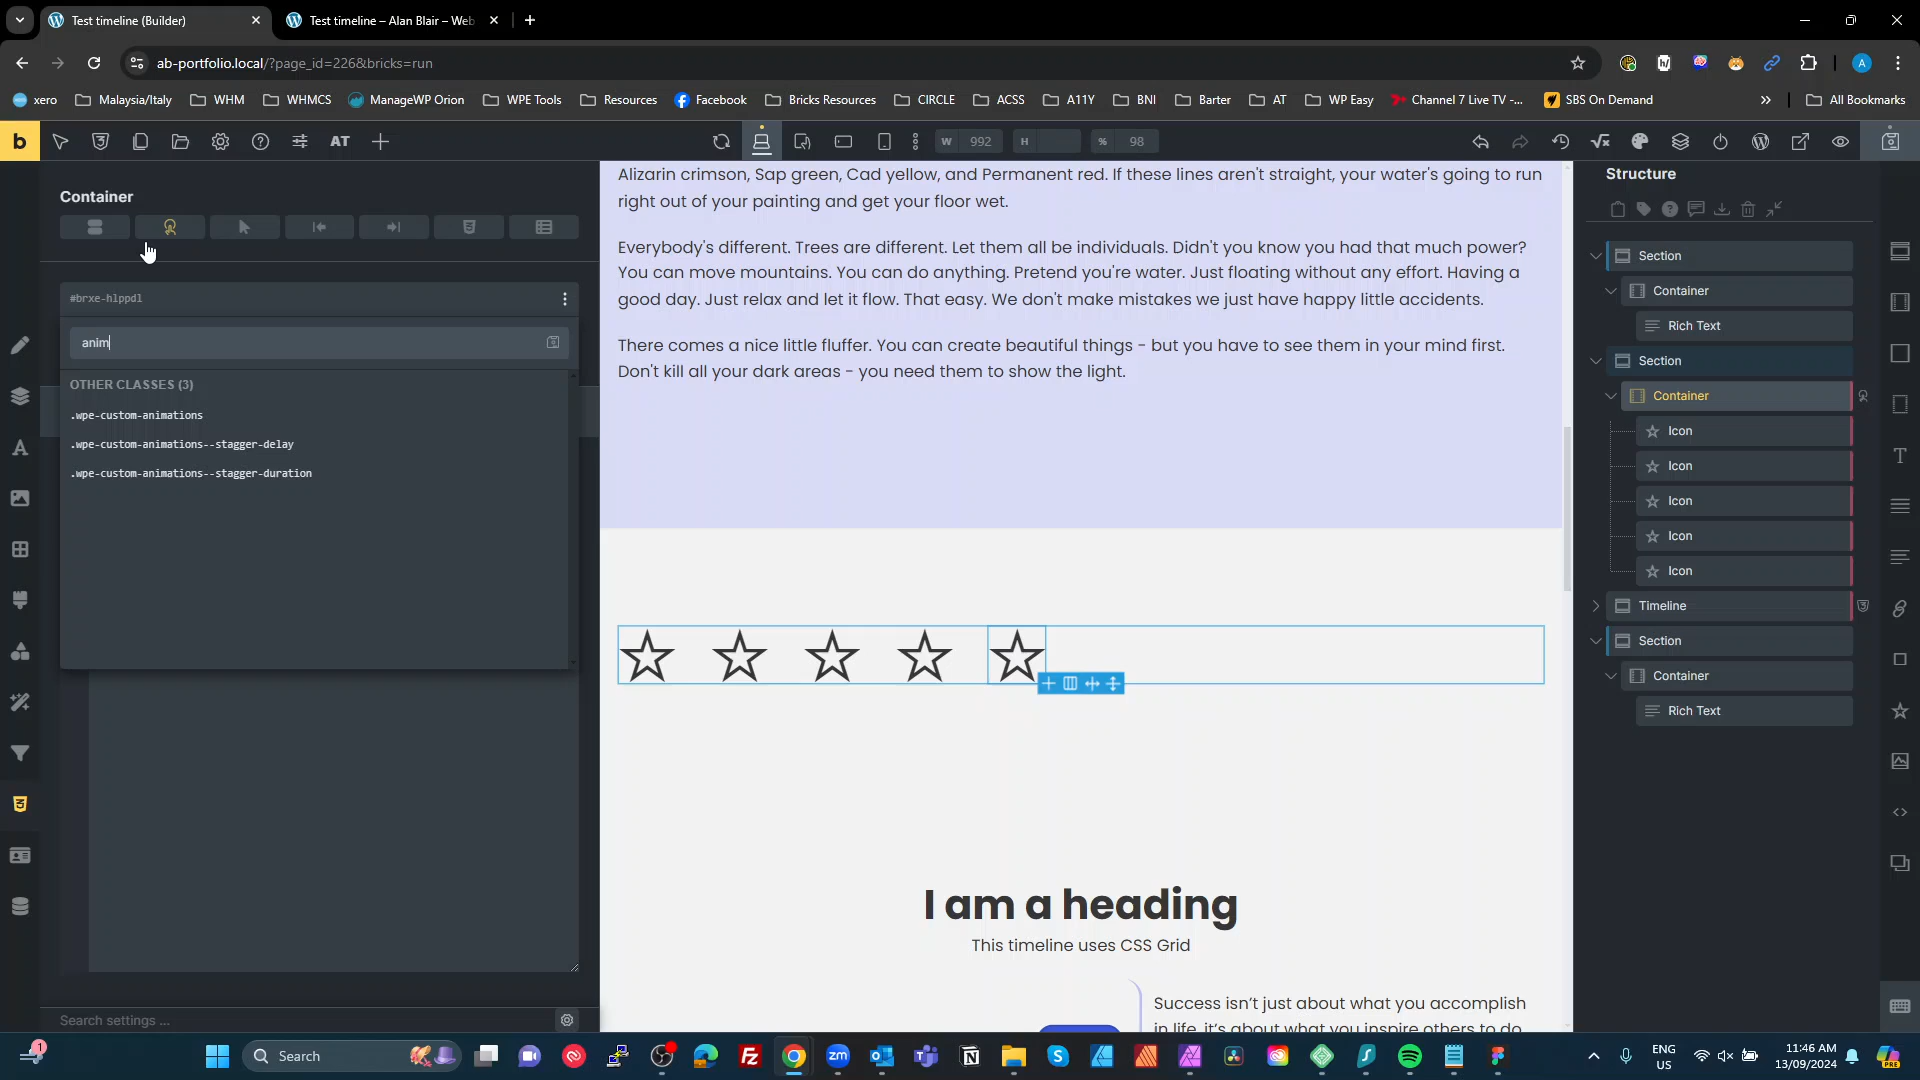 Test timeline (Builder)
Test timeline – Alan Blair – Web
ab-portfolio.local/?page_id=226&bricks=run
A
xero
Malaysia/Italy
WHM
WHMCS
ManageWP Orion
WPE Tools
Resources
Facebook
Bricks Resources
CIRCLE
ACSS
A11Y
BNI
Barter
AT
WP Easy
Channel 7 Live TV -...
SBS On Demand
All Bookmarks
b
AT
W 992
H
% 98
Container
#brxe-hlppdl
anim
OTHER CLASSES (3)
.wpe-custom-animations
.wpe-custom-animations--stagger-delay
.wpe-custom-animations--stagger-duration
Search settings ...
Alizarin crimson, Sap green, Cad yellow, and Permanent red. If these lines aren't straight, your water's going to run
right out of your painting and get your floor wet.
Everybody's different. Trees are different. Let them all be individuals. Didn't you know you had that much power?
You can move mountains. You can do anything. Pretend you're water. Just floating without any effort. Having a
good day. Just relax and let it flow. That easy. We don't make mistakes we just have happy little accidents.
There comes a nice little fluffer. You can create beautiful things - but you have to see them in your mind first.
Don't kill all your dark areas - you need them to show the light.
I am a heading
This timeline uses CSS Grid
Success isn't just about what you accomplish
in life, it's about what you inspire others to do.
Structure
Section
Container
Rich Text
Section
Container
Icon
Icon
Icon
Icon
Icon
Timeline
Section
Container
Rich Text
1
Search
ENG
US
11:46 AM
13/09/2024